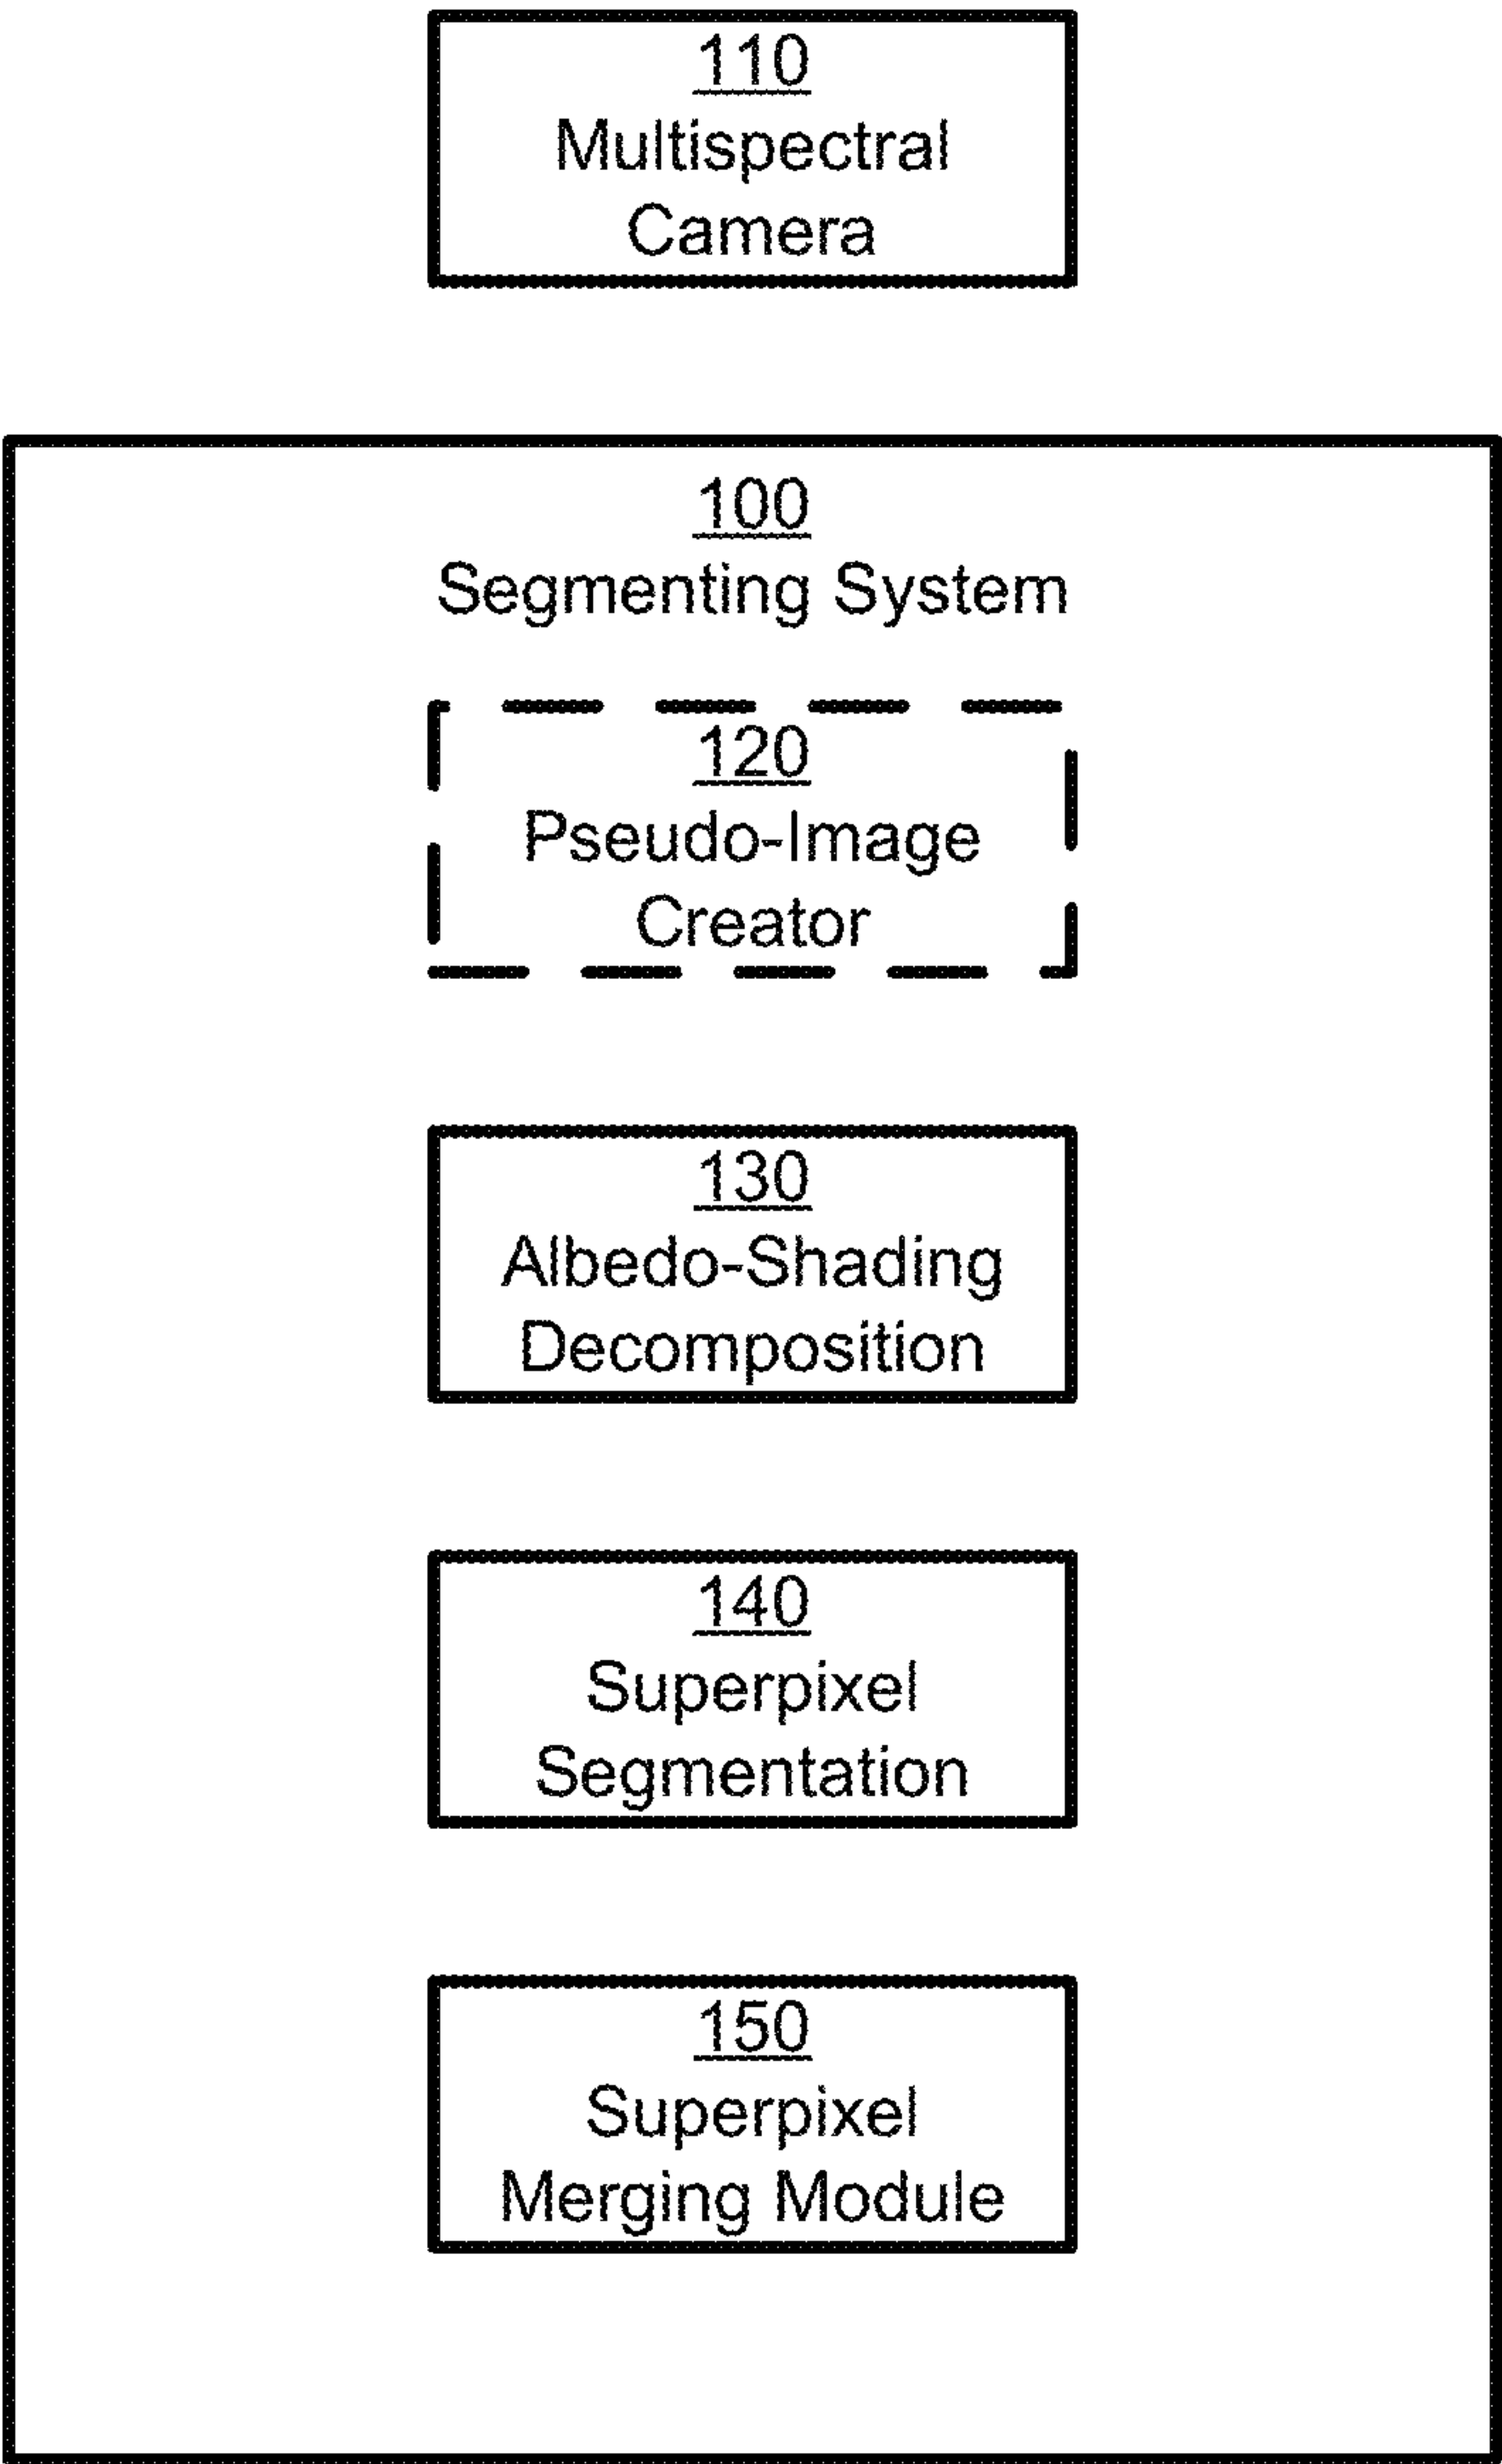 110
Multispectral
Camera
100
Segmenting System
120
Pseudo-Image
Creator
130
Albedo-Shading
Decomposition
140
Superpixel
Segmentation
150
Superpixel
Merging Module